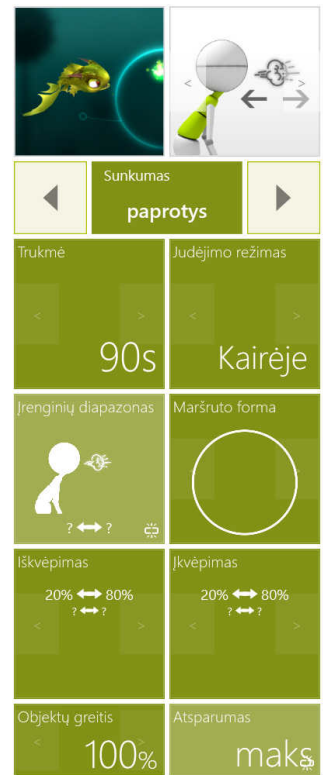 Sunkumas
paprotys
Trukmė
Judėjimo režimas
< >
< >
90s
Kairėje
Įrenginių diapazonas
Maršruto forma
? ↔ ?
Iškvėpimas
Įkvėpimas
20% ↔ 80%
20% ↔ 80%
? ↔ ?
? ↔ ?
< >
< >
Objektų greitis
Atsparumas
100%
maks